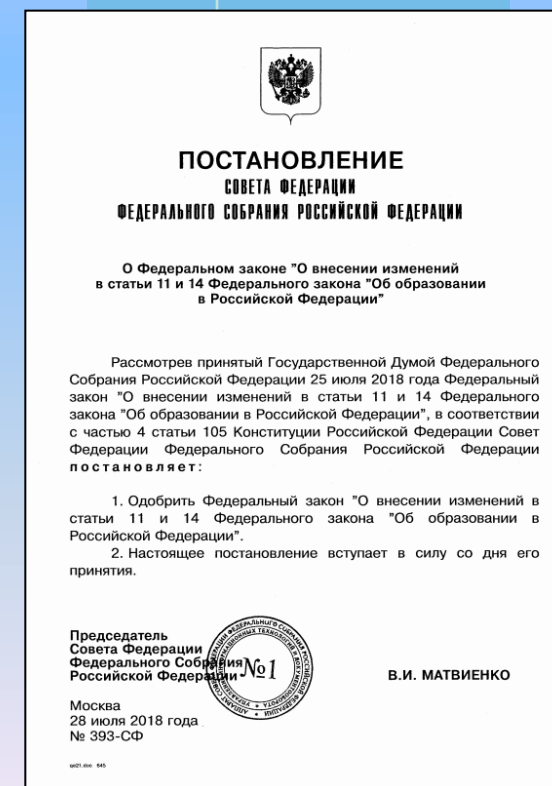 ПОСТАНОВЛЕНИЕ
СОВЕТА ФЕДЕРАЦИИ
ФЕДЕРАЛЬНОГО СОБРАНИЯ РОССИЙСКОЙ ФЕДЕРАЦИИ
О Федеральном законе "О внесении изменений
в статьи 11 и 14 Федерального закона "Об образовании
в Российской Федерации"
Рассмотрев принятый Государственной Думой Федерального
Собрания Российской Федерации 25 июля 2018 года Федеральный
закон "О внесении изменений в статьи 11 и 14 Федерального
закона "Об образовании в Российской Федерации", в соответствии
с частью 4 статьи 105 Конституции Российской Федерации Совет
Федерации Федерального Собрания Российской Федерации
постановляет:
1. Одобрить Федеральный закон "О внесении изменений в
статьи 11 и 14 Федерального закона "Об образовании в
Российской Федерации".
2. Настоящее постановление вступает в силу со дня его
принятия.
Председатель
Совета Федерации
Федерального Собрания
Российской Федерации
№1
В.И. МАТВИЕНКО
Москва
28 июля 2018 года
№ 393-СФ